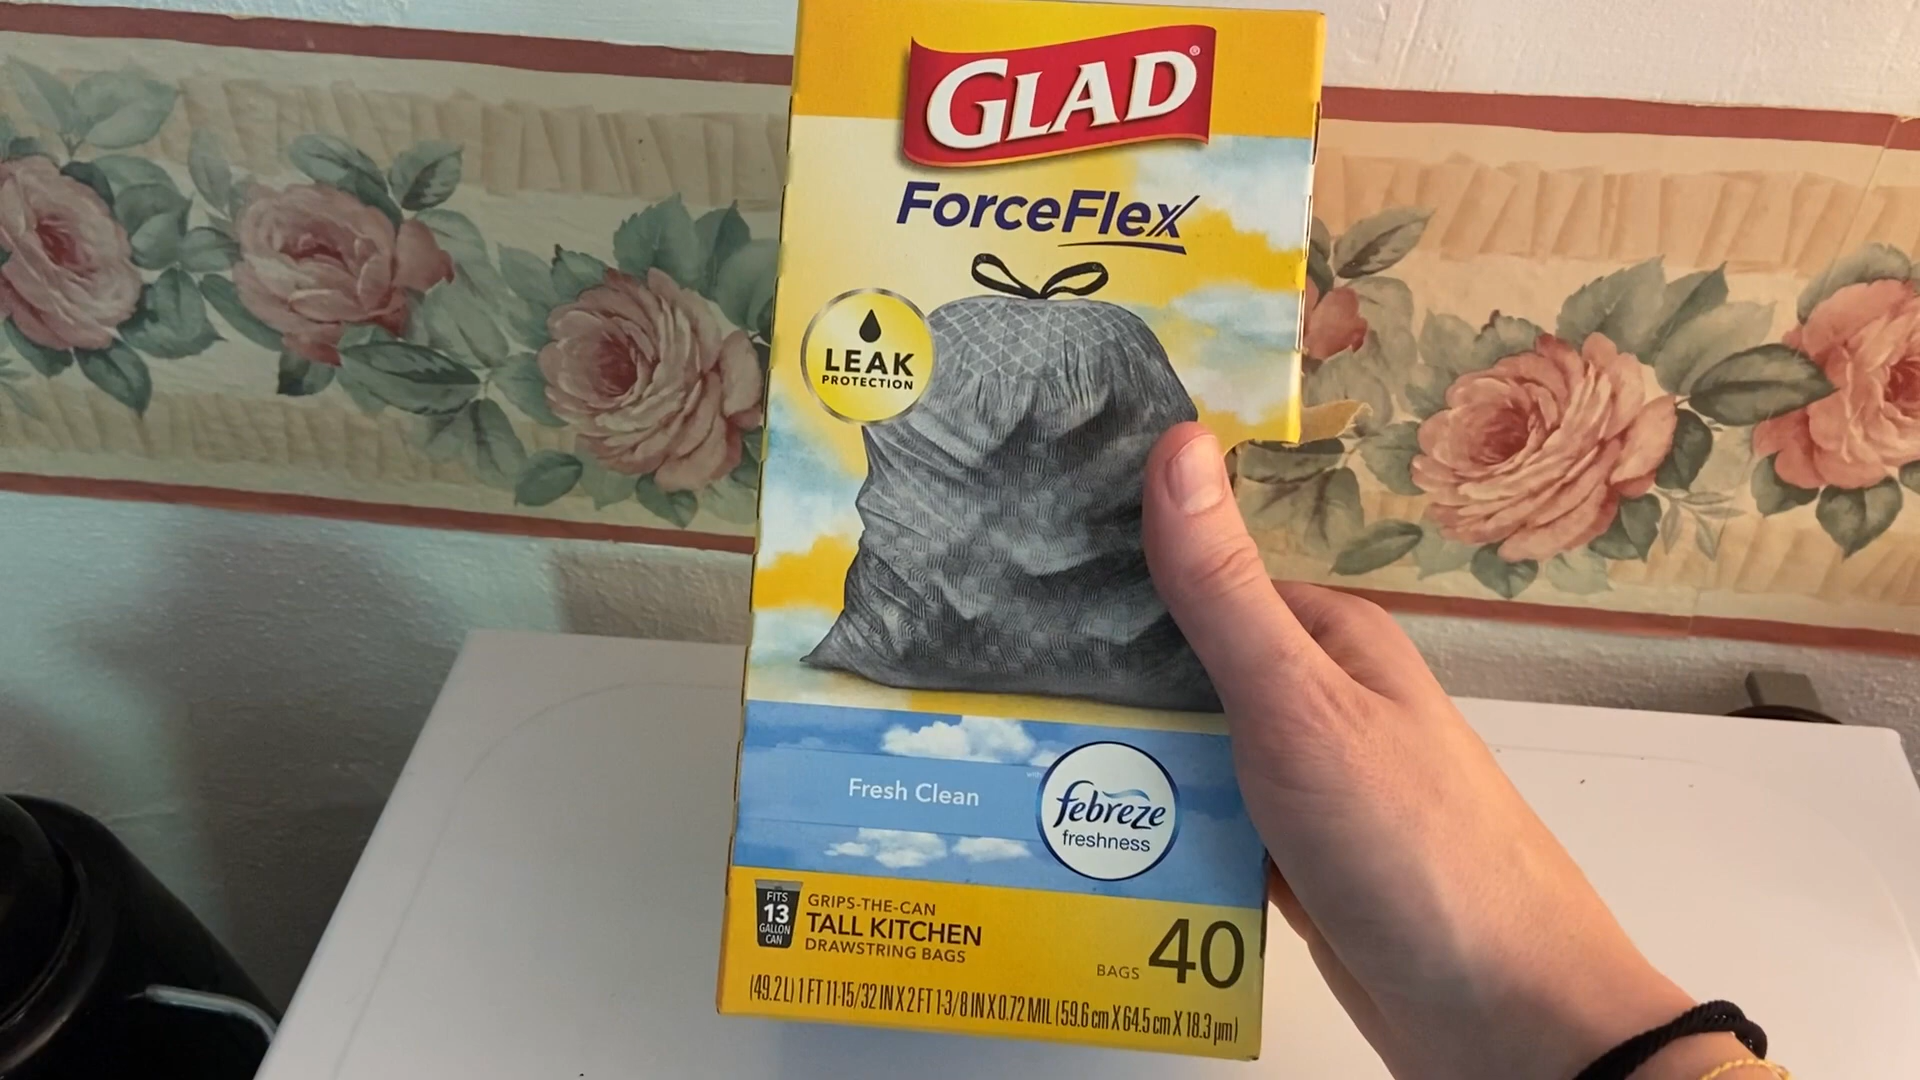 GLAD®
ForceFlex
LEAK
PROTECTION
Fresh Clean
with
febreze
freshness
FITS
13
GALLON
CAN
GRIPS-THE-CAN
TALL KITCHEN
DRAWSTRING BAGS
BAGS 40
(49.2L) 1 FT 11-15/32 IN X 2 FT 1-3/8 IN X 0.72 MIL (59.6 cm X 64.5 cm X 18.3 µm)